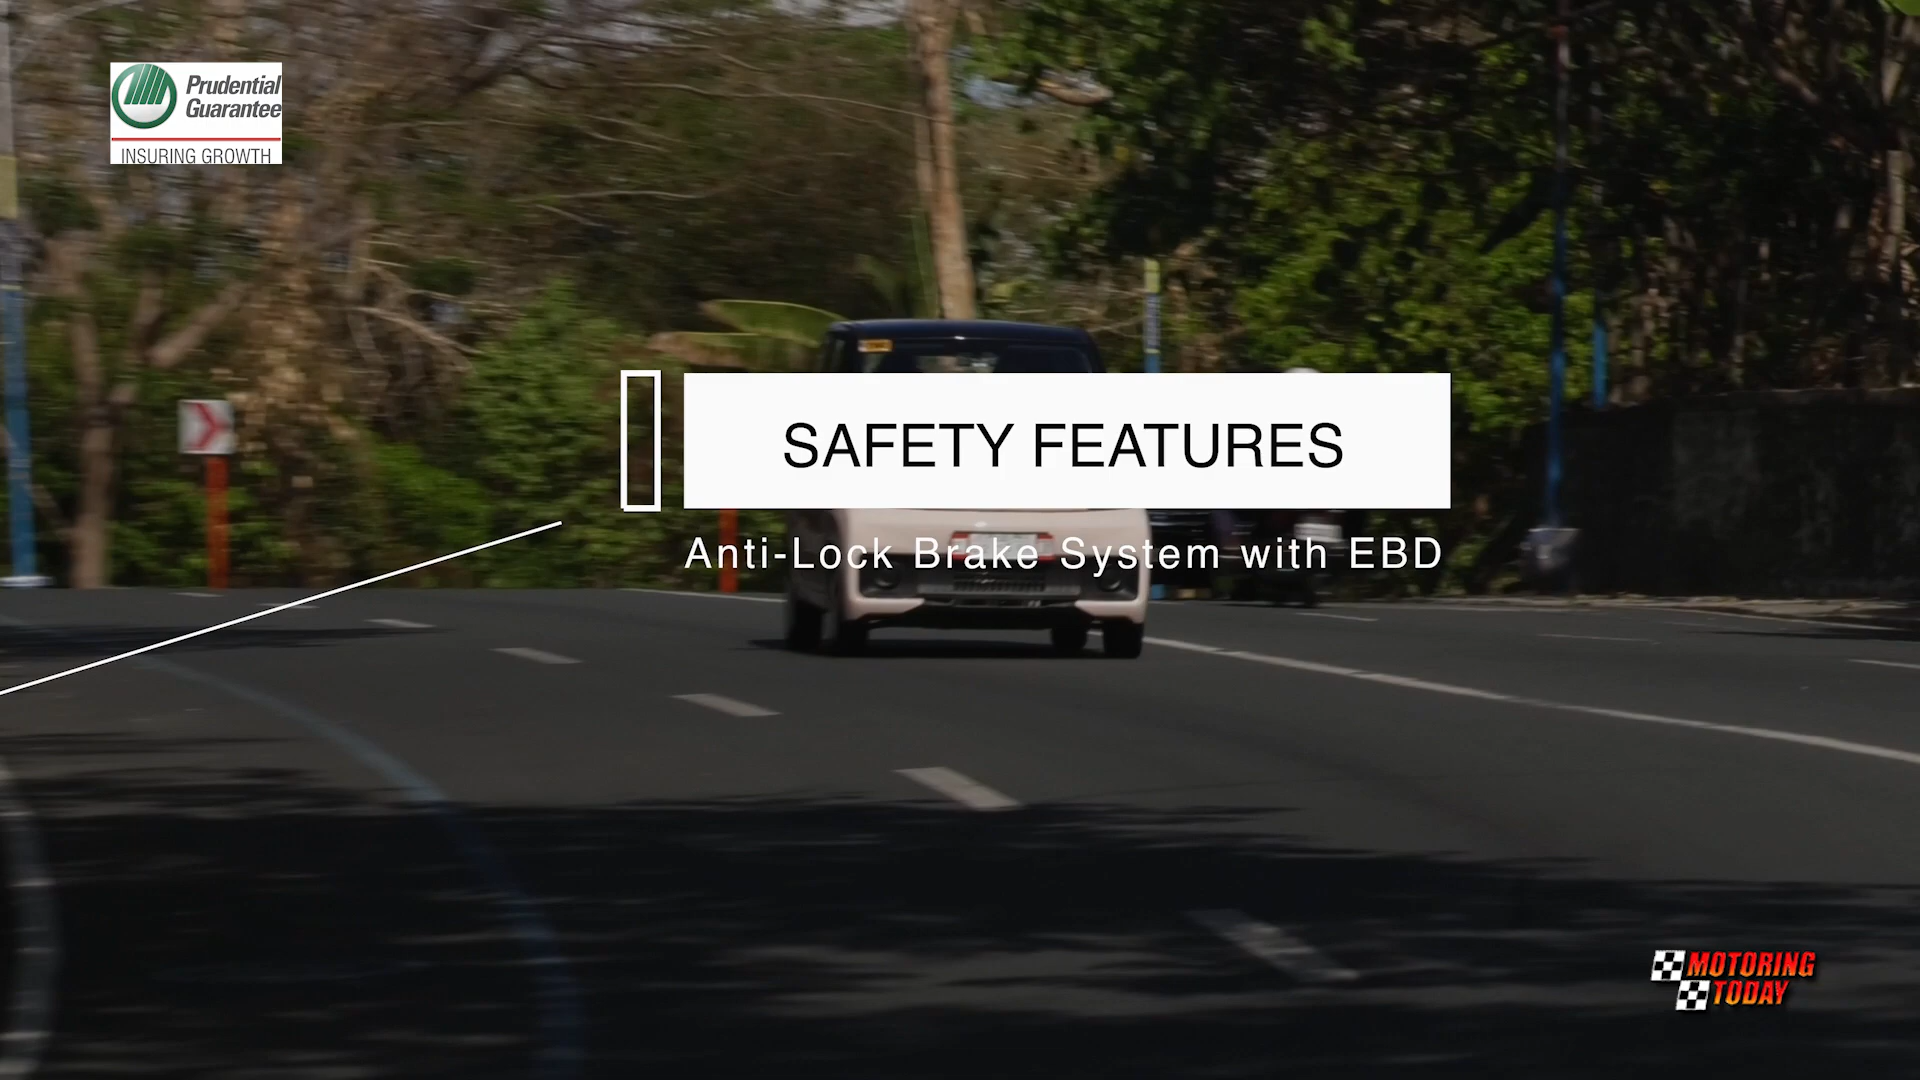 Prudential
Guarantee
INSURING GROWTH
SAFETY FEATURES
Anti-Lock Brake System with EBD
MOTORING
TODAY